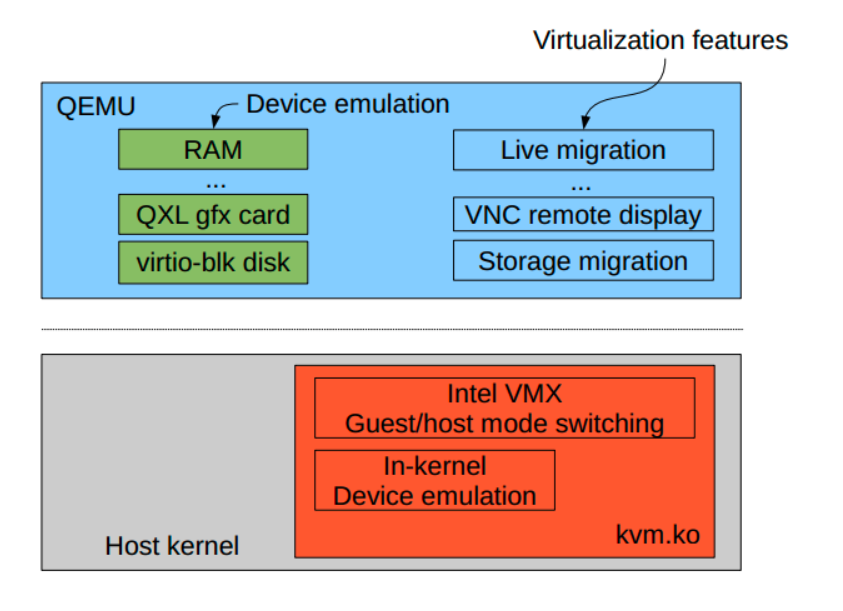 Virtualization features
QEMU
Device emulation
RAM
...
QXL gfx card
virtio-blk disk
Live migration
...
VNC remote display
Storage migration
Intel VMX
Guest/host mode switching
In-kernel
Device emulation
kvm.ko
Host kernel